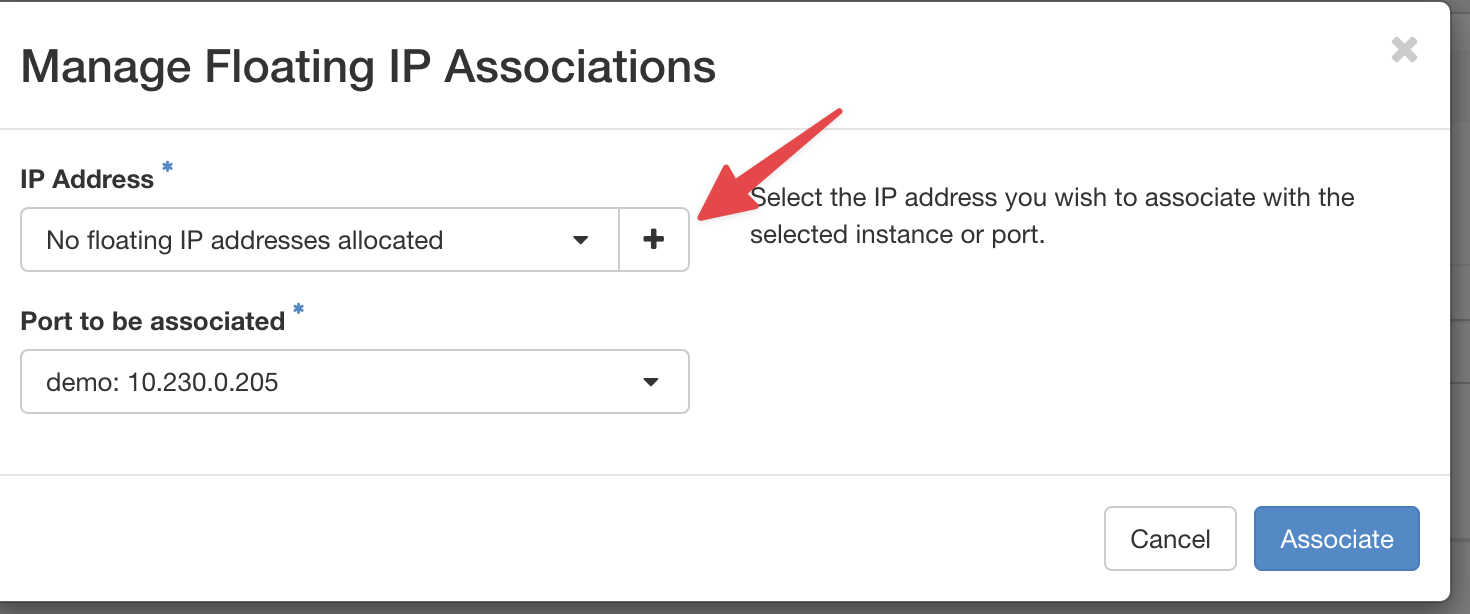 Manage Floating IP Associations
IP Address *
No floating IP addresses allocated
Select the IP address you wish to associate with the
selected instance or port.
Port to be associated *
demo: 10.230.0.205
Cancel
Associate